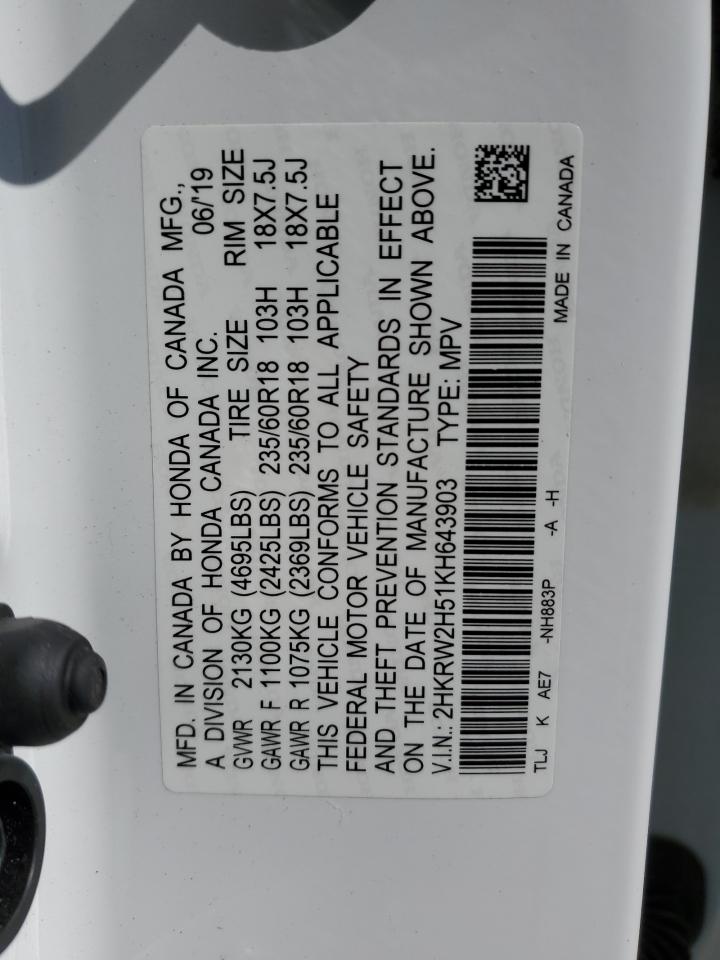 MFD. IN CANADA BY HONDA OF CANADA MFG.,
A DIVISION OF HONDA CANADA INC. 06/19
GVWR 2130KG (4695LBS) TIRE SIZE RIM SIZE
GAWR F 1100KG (2425LBS) 235/60R18 103H 18X7.5J
GAWR R 1075KG (2369LBS) 235/60R18 103H 18X7.5J
THIS VEHICLE CONFORMS TO ALL APPLICABLE
FEDERAL MOTOR VEHICLE SAFETY
AND THEFT PREVENTION STANDARDS IN EFFECT
ON THE DATE OF MANUFACTURE SHOWN ABOVE.
V.I.N.: 2HKRW2H51KH643903 TYPE: MPV
TLJ K AE7 -NH883P -A -H
MADE IN CANADA